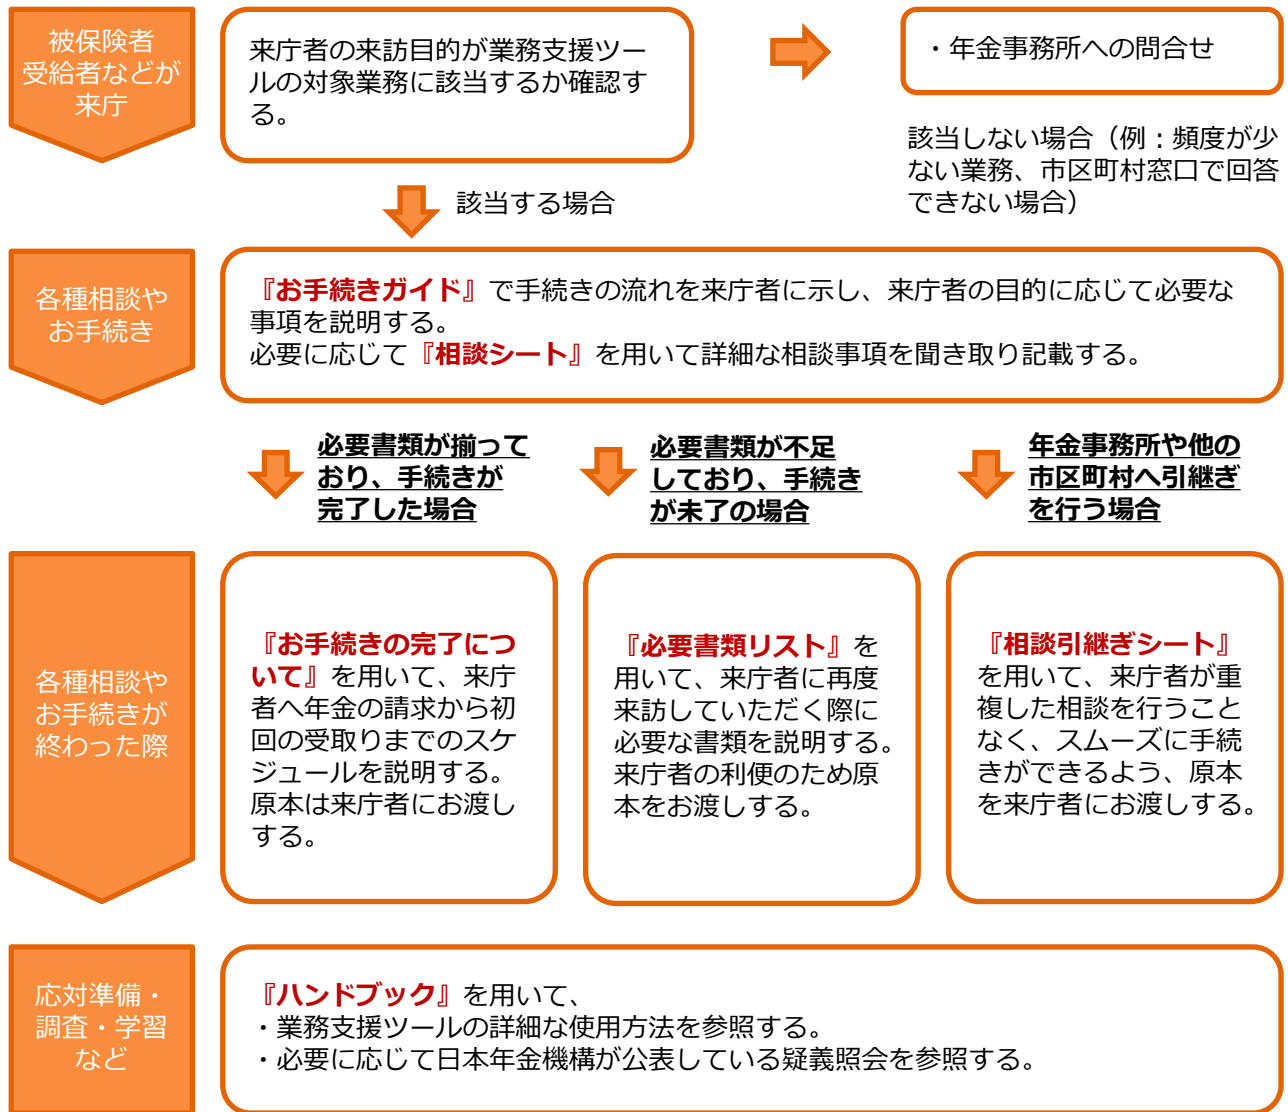 被保険者
受給者などが
来庁
来庁者の来訪目的が業務支援ツー
ルの対象業務に該当するか確認す
る。
・年金事務所への問合せ
該当しない場合（例：頻度が少
ない業務、市区町村窓口で回答
できない場合）
該当する場合
各種相談や
お手続き
『お手続きガイド』で手続きの流れを来庁者に示し、来庁者の目的に応じて必要な
事項を説明する。
必要に応じて『相談シート』を用いて詳細な相談事項を聞き取り記載する。
必要書類が揃って
おり、手続きが
完了した場合
必要書類が不足
しており、手続き
が未了の場合
年金事務所や他の
市区町村へ引継ぎ
を行う場合
各種相談や
お手続きが
終わった際
『お手続きの完了につ
いて』を用いて、来庁
者へ年金の請求から初
回の受取りまでのスケ
ジュールを説明する。
原本は来庁者にお渡し
する。
『必要書類リスト』を
用いて、来庁者に再度
来訪していただく際に
必要な書類を説明する。
来庁者の利便のため原
本をお渡しする。
『相談引継ぎシート』
を用いて、来庁者が重
複した相談を行うこと
なく、スムーズに手続
きができるよう、原本
を来庁者にお渡しする。
応対準備・
調査・学習
など
『ハンドブック』を用いて、
・業務支援ツールの詳細な使用方法を参照する。
・必要に応じて日本年金機構が公表している疑義照会を参照する。